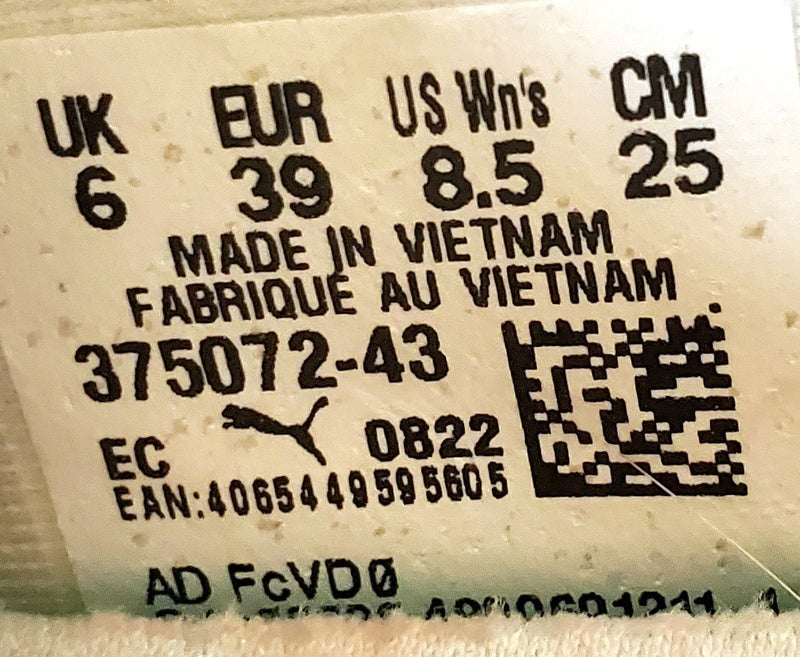 UK EUR US Wn's CM
6 39 8.5 25
MADE IN VIETNAM
FABRIQUÉ AU VIETNAM
375072-43
EC 0822
EAN:4065449595605
AD FcVD0